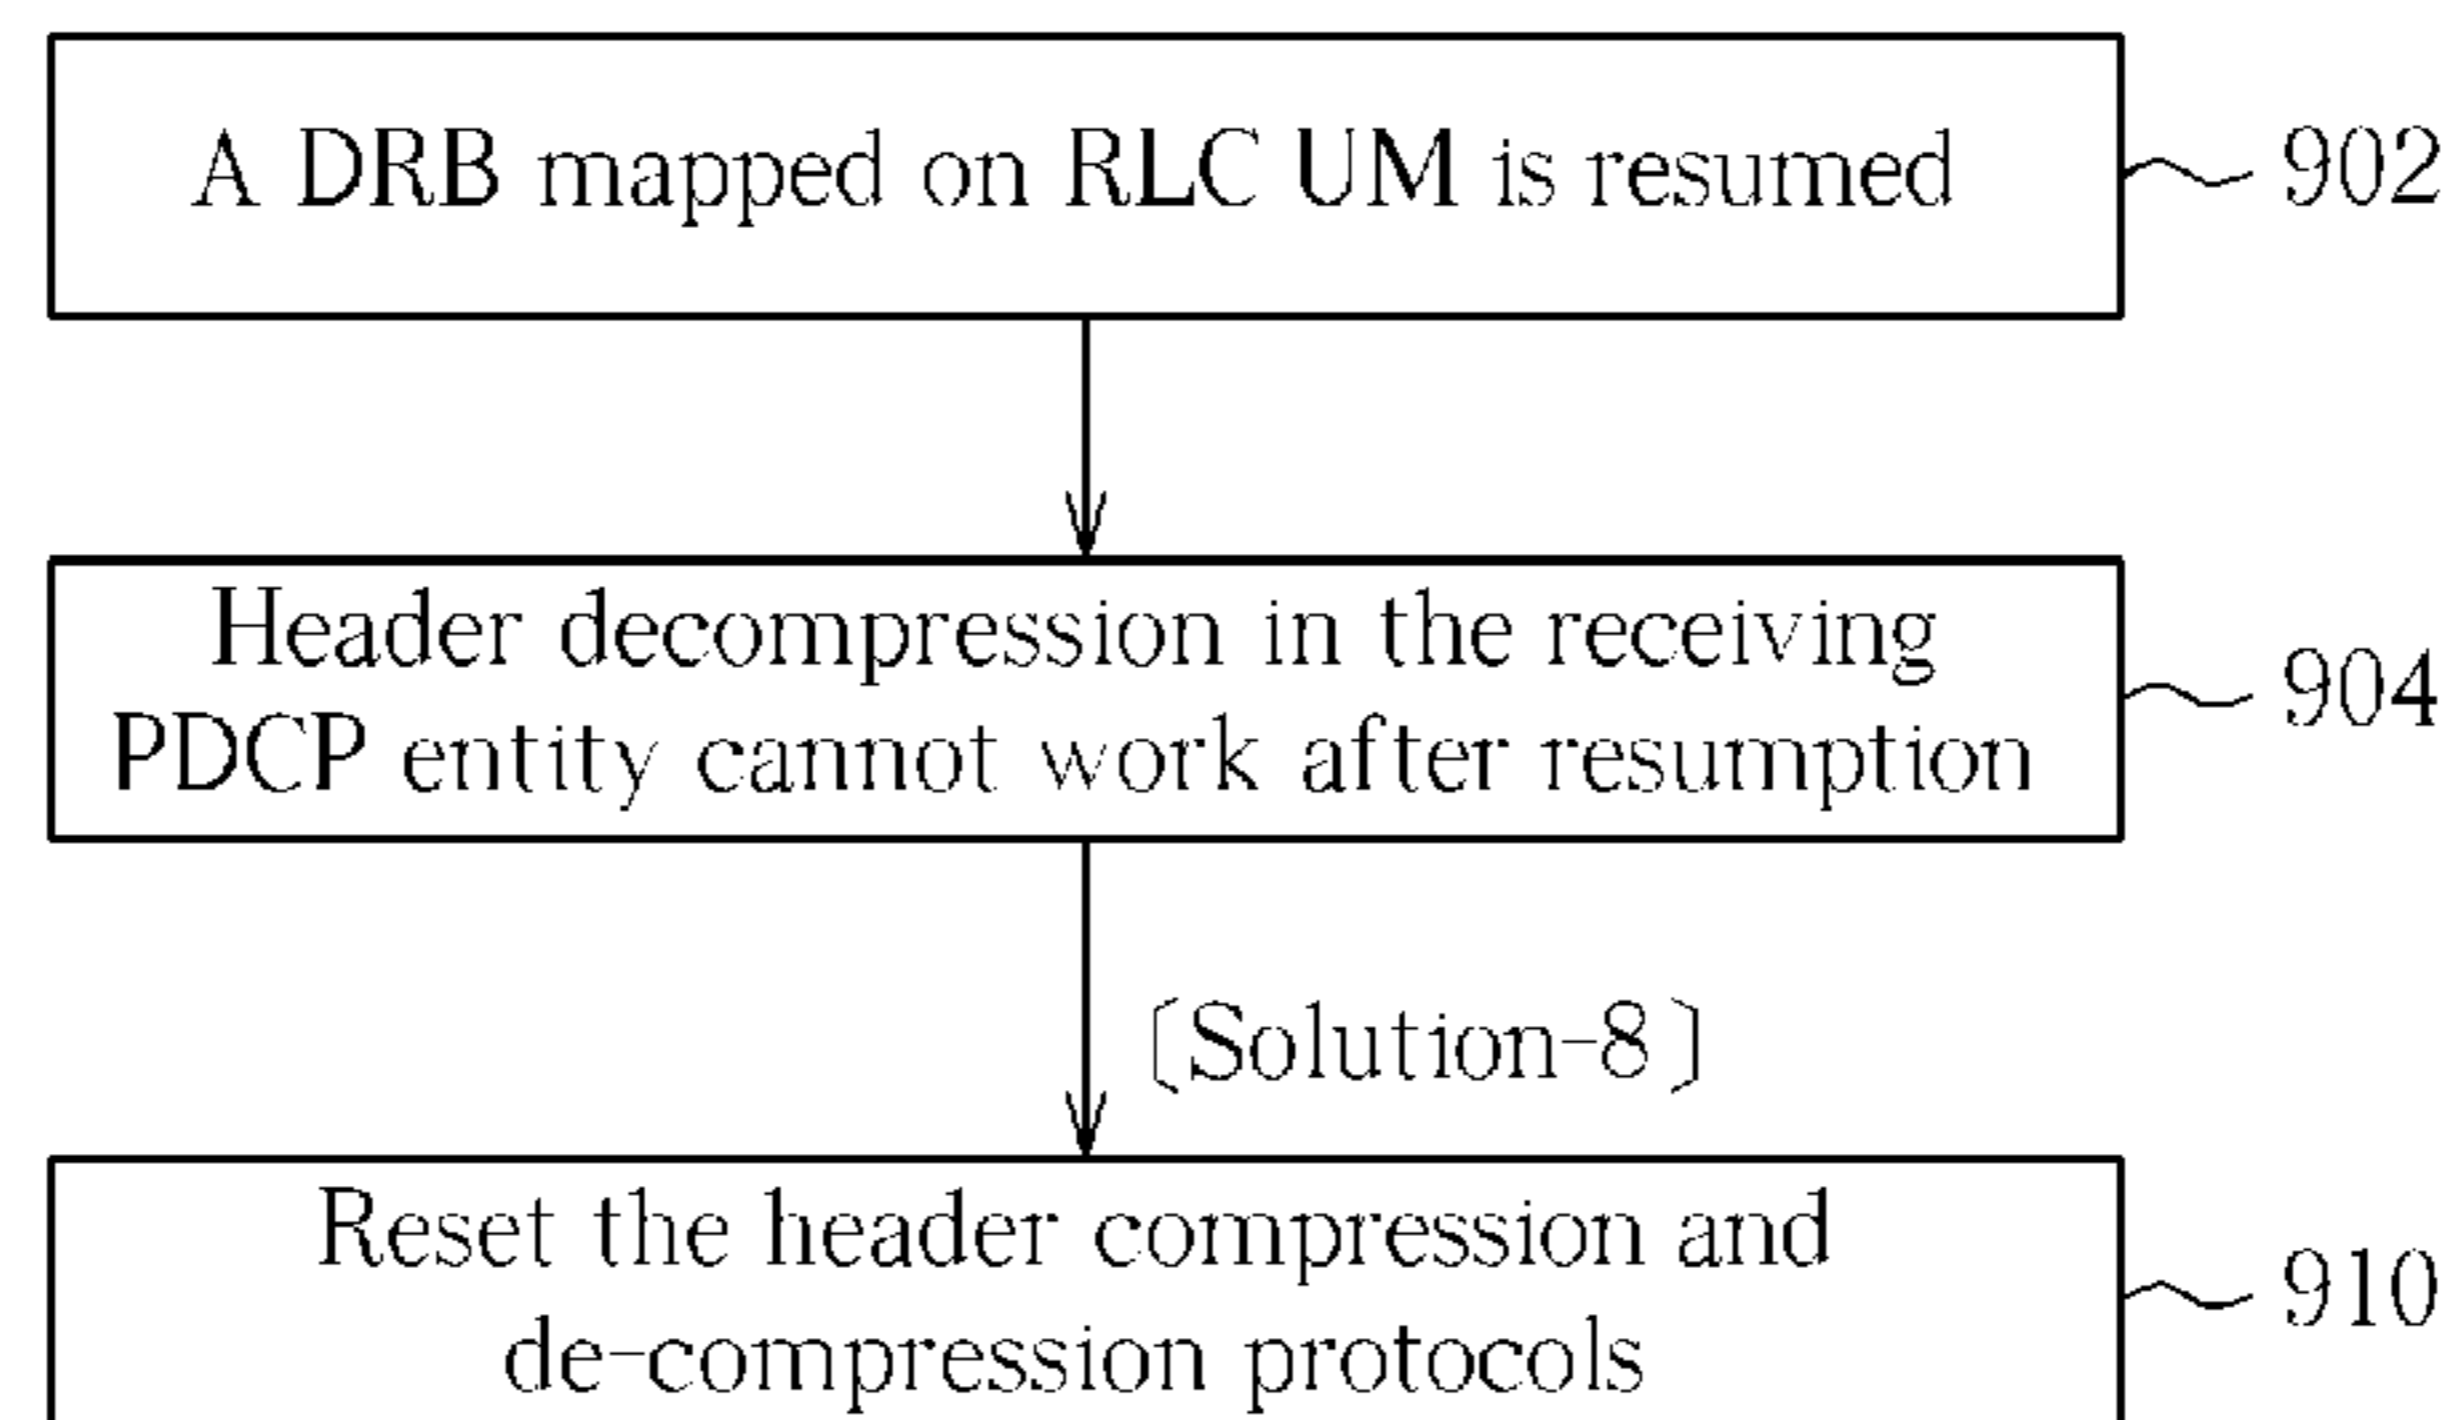 A DRB mapped on RLC UM is resumed
902
Header decompression in the receiving
PDCP entity cannot work after resumption
904
〔Solution-8〕
Reset the header compression and
de-compression protocols
910